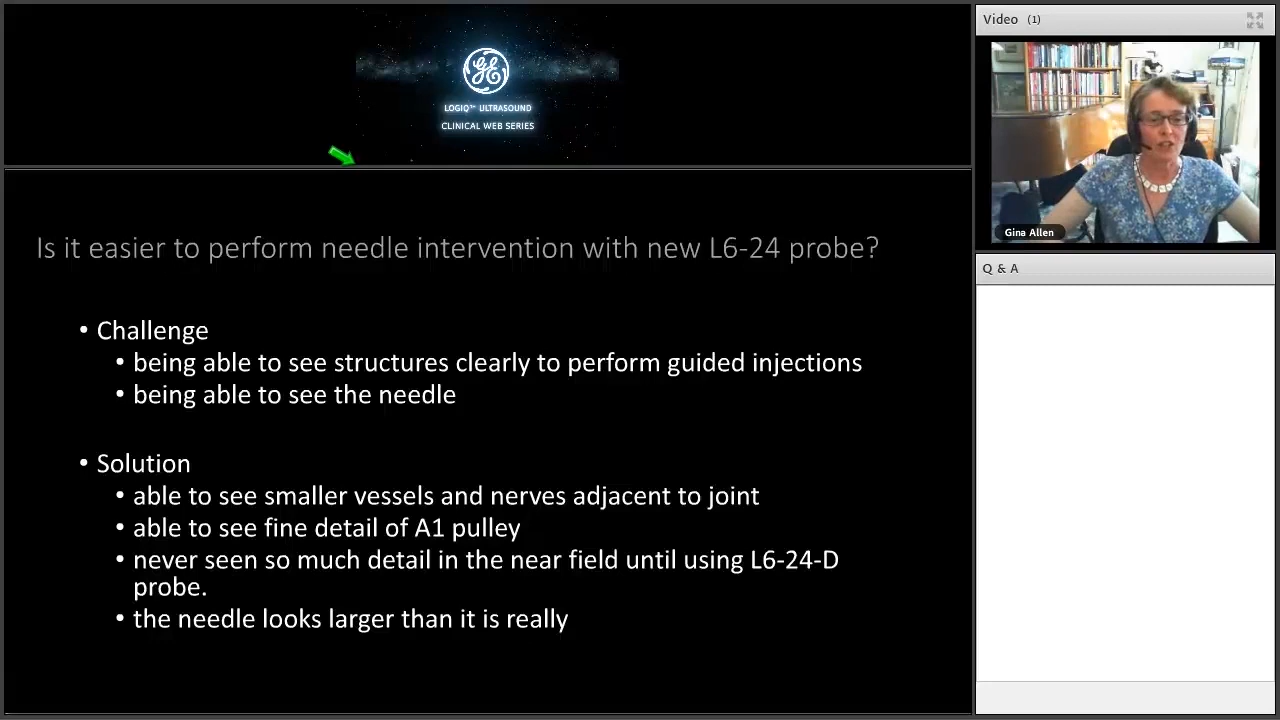 LOGIQ™ ULTRASOUND
CLINICAL WEB SERIES
Is it easier to perform needle intervention with new L6-24 probe?
• Challenge
• being able to see structures clearly to perform guided injections
• being able to see the needle
• Solution
• able to see smaller vessels and nerves adjacent to joint
• able to see fine detail of A1 pulley
• never seen so much detail in the near field until using L6-24-D
probe.
• the needle looks larger than it is really
Video (1)
Gina Allen
Q & A